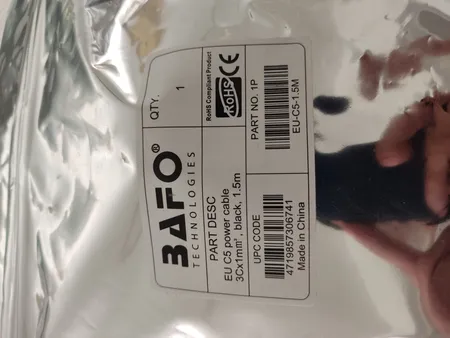 BAFO
TECHNOLOGIES
QTY:
1
PART DESC
EU C5 power cable
3Cx1mm², black, 1.5m
RoHS Compliant Product
RoHS
CE
UPC CODE
4719857306741
Made in China
PART NO. 1P
EU-C5-1.5M